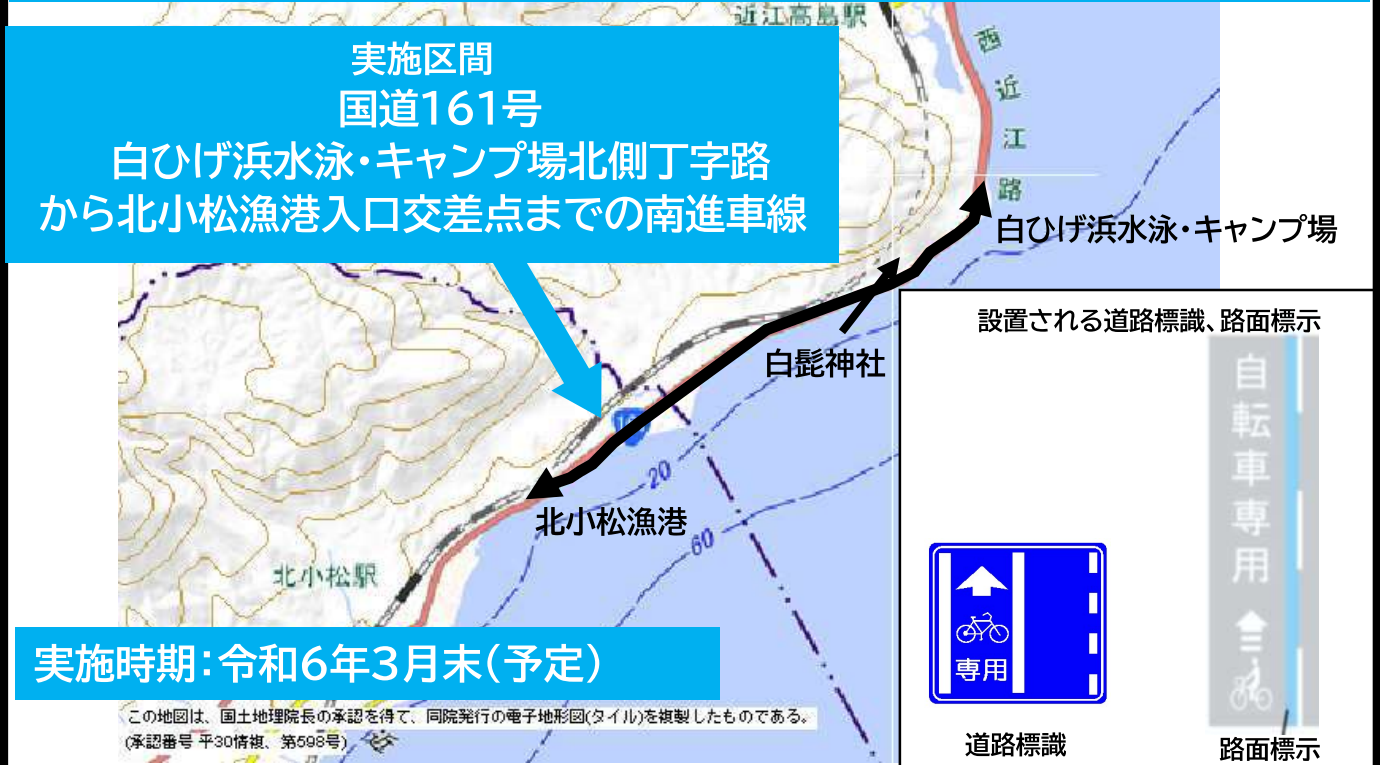 近江高島駅
実施区間
国道161号
白ひげ浜水泳・キャンプ場北側丁字路
から北小松漁港入口交差点までの南進車線
西近江路
白ひげ浜水泳・キャンプ場
白髭神社
北小松漁港
20
60
北小松駅
設置される道路標識、路面標示
自転車専用
専用
道路標識
路面標示
実施時期：令和6年3月末（予定）
この地図は、国土地理院長の承認を得て、同院発行の電子地形図(タイル)を複製したものである。
(承認番号 平30情複、第598号)